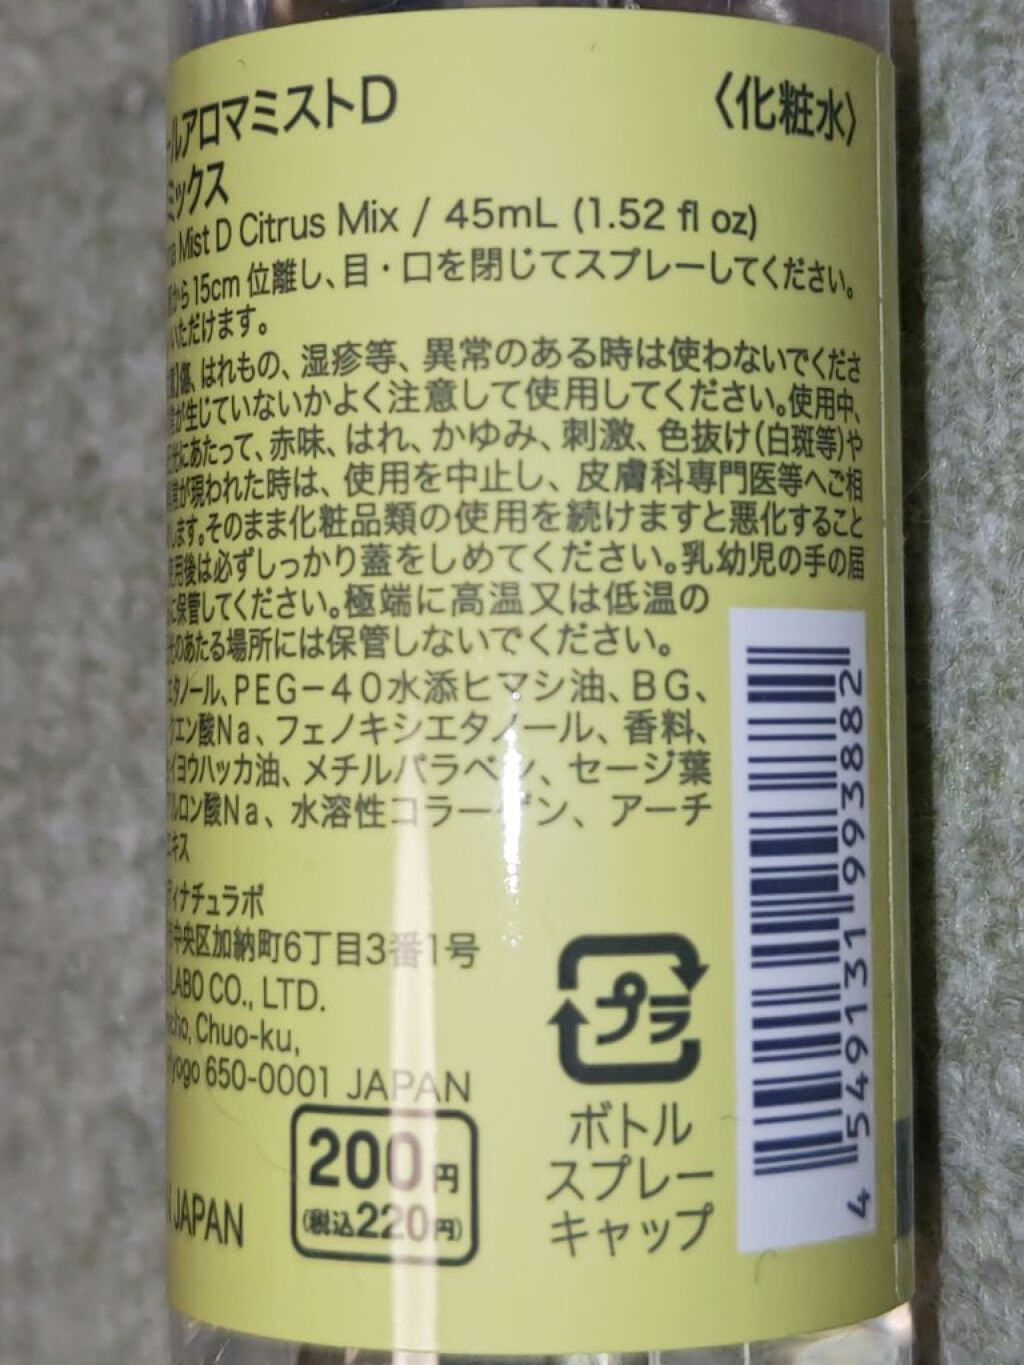 ールアロマミストD
〈化粧水〉
ミックス
Mist D Citrus Mix / 45mL (1.52 fl oz)
から15cm位離し、目・口を閉じてスプレーしてください。
いただけます。
傷、はれもの、湿疹等、異常のある時は使わないでくださ
が生じていないかよく注意して使用してください。使用中、
にあたって、赤味、はれ、かゆみ、刺激、色抜け(白斑等)や
が現われた時は、使用を中止し、皮膚科専門医等へご相
します。そのまま化粧品類の使用を続けますと悪化すること
使用後は必ずしっかり蓋をしめてください。乳幼児の手の届
に保管してください。極端に高温又は低温の
のあたる場所には保管しないでください。
エタノール、PEG－40水添ヒマシ油、BG、
クエン酸Na、フェノキシエタノール、香料、
セイヨウハッカ油、メチルパラベン、セージ葉
アルロン酸Na、水溶性コラーゲン、アーチ
エキス
ディナチュラボ
中央区加納町6丁目3番1号
LABO CO., LTD.
cho, Chuo-ku,
Hyogo 650-0001 JAPAN
N JAPAN
200円
(税込220円)
プラ
ボトル
スプレー
キャップ
4549131993882